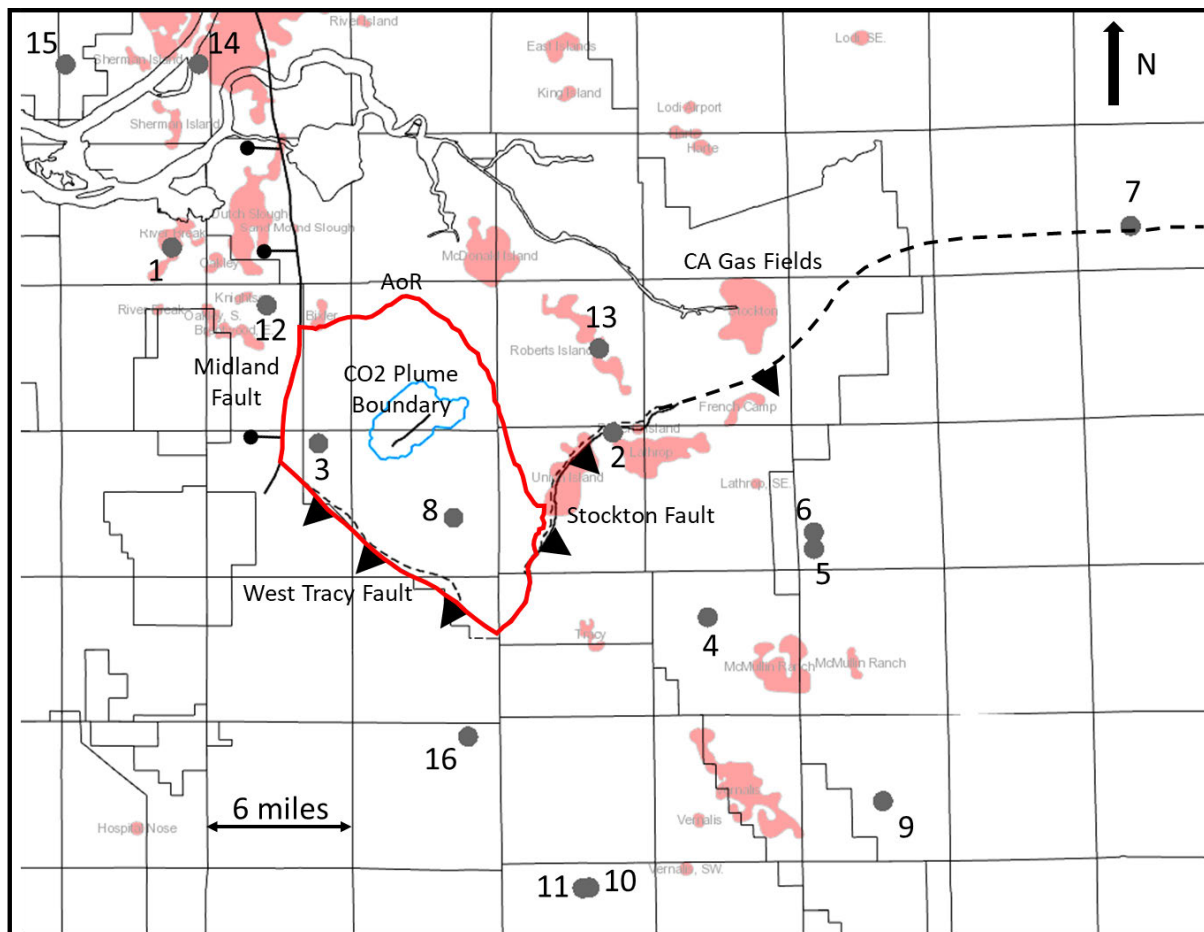 River Island
15
14
Sherman Island
East Islands
Lodi, SE.
N
King Island
Lodi Airport
Sherman Island
Harte
7
Dutch Slough
River Break
Sand Mound Slough
1
Oakley
McDonald Island
CA Gas Fields
AoR
Knightsen
River Break
Oakley, S.
Bixler
Stockton
12
Brentwood, E.
13
Roberts Island
Midland
Fault
CO2 Plume
Boundary
French Camp
3
2
Lathrop
Union Island
Lathrop, SE.
8
Stockton Fault
6
5
West Tracy Fault
Tracy
4
McMullin Ranch
McMullin Ranch
16
6 miles
Vernalis
9
Hospital Nose
Vernalis
Vernalis, SW.
11
10